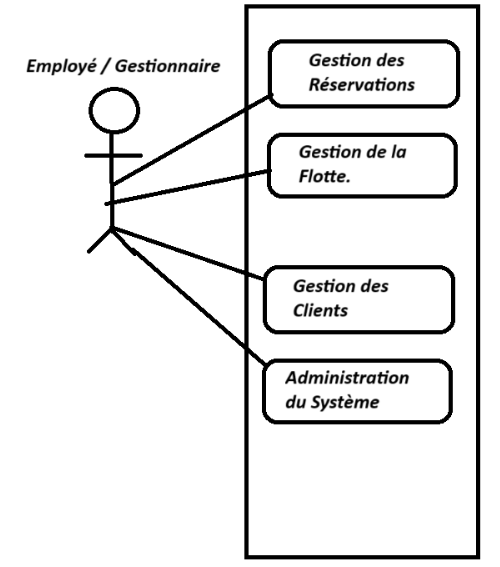 Employé / Gestionnaire
Gestion des
Réservations
Gestion de la
Flotte.
Gestion des
Clients
Administration
du Système